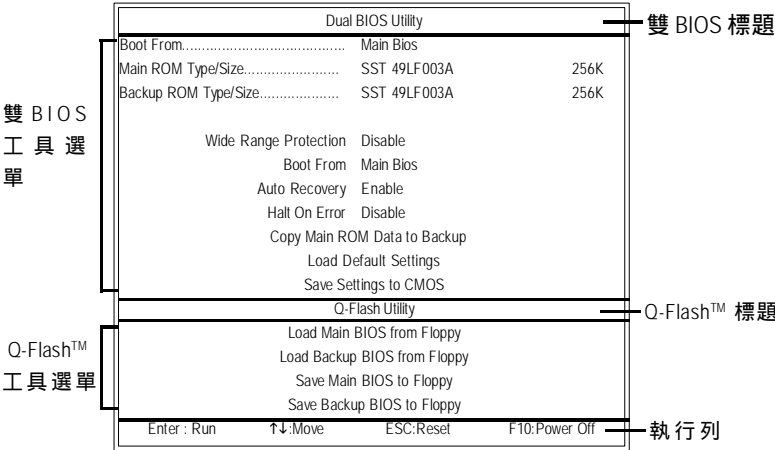 Dual BIOS Utility
雙 BIOS 標題
Boot From........................................ Main Bios
Main ROM Type/Size....................... SST 49LF003A 256K
Backup ROM Type/Size................... SST 49LF003A 256K
雙 BIOS
工具選
單
Wide Range Protection Disable
Boot From Main Bios
Auto Recovery Enable
Halt On Error Disable
Copy Main ROM Data to Backup
Load Default Settings
Save Settings to CMOS
Q-Flash Utility
Q-Flash™ 標題
Q-Flash™
工具選單
Load Main BIOS from Floppy
Load Backup BIOS from Floppy
Save Main BIOS to Floppy
Save Backup BIOS to Floppy
Enter : Run ↑↓:Move ESC:Reset F10:Power Off
執行列